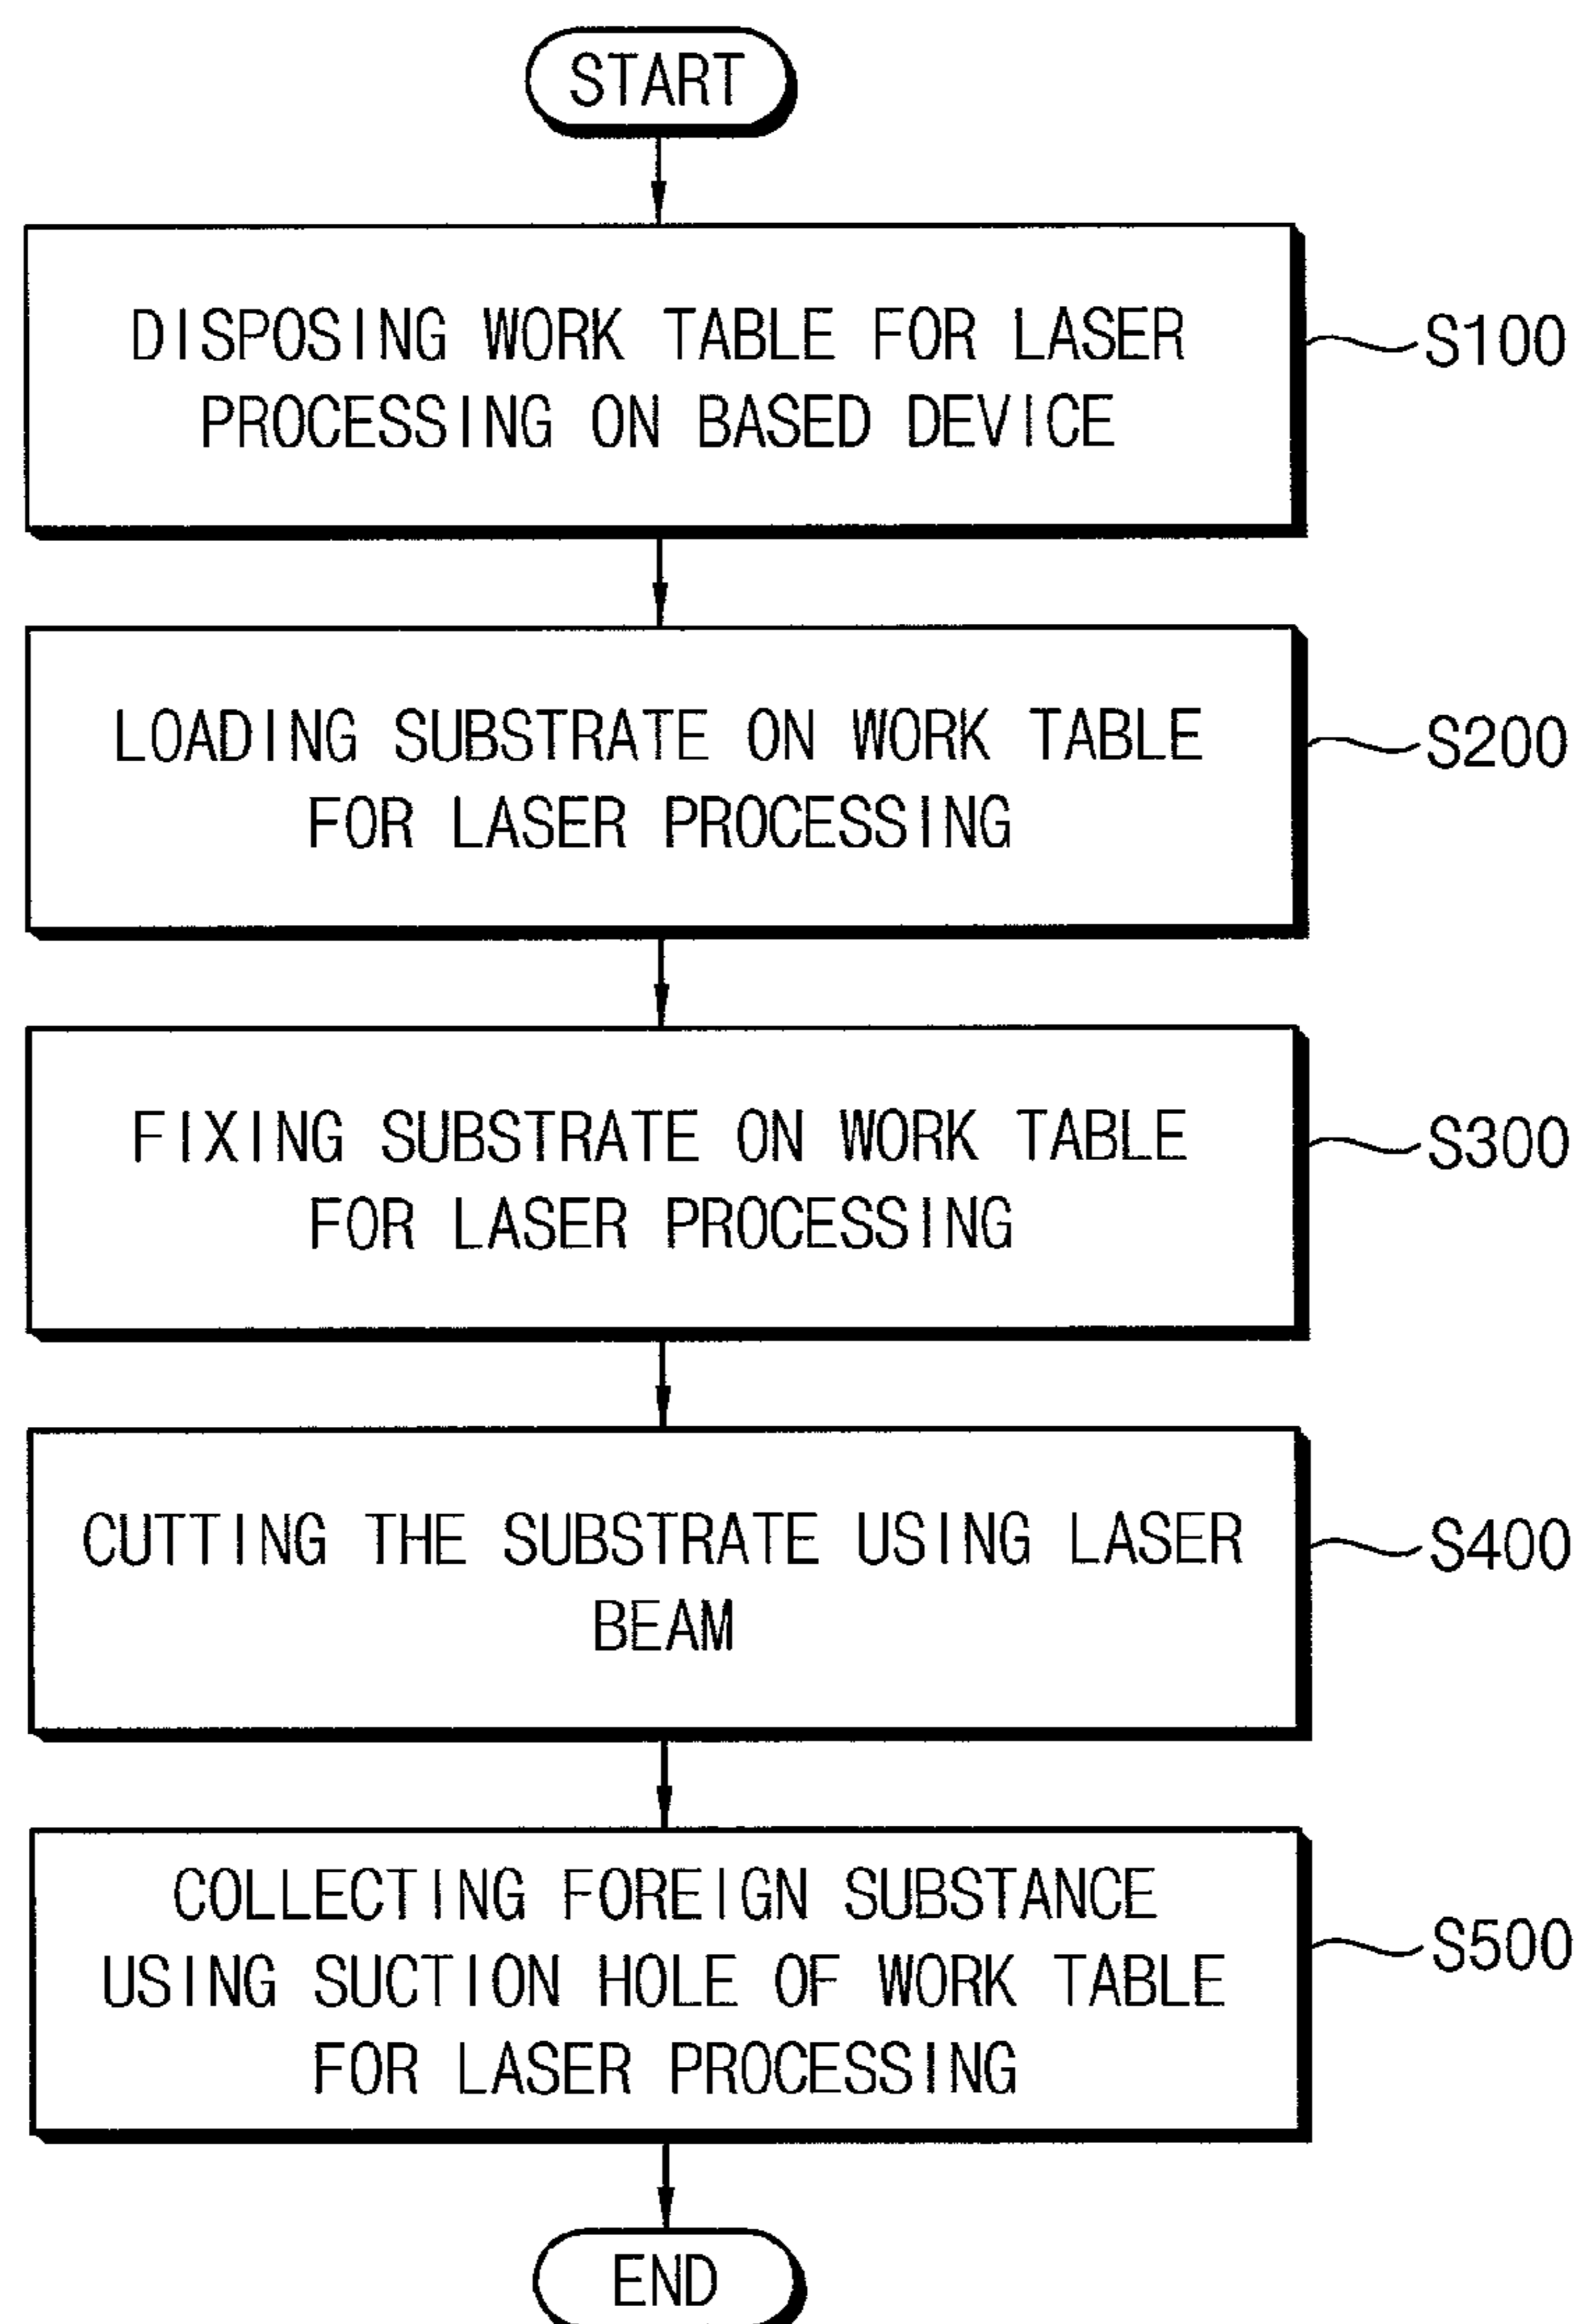 START
DISPOSING WORK TABLE FOR LASER
PROCESSING ON BASED DEVICE
S100
LOADING SUBSTRATE ON WORK TABLE
FOR LASER PROCESSING
S200
FIXING SUBSTRATE ON WORK TABLE
FOR LASER PROCESSING
S300
CUTTING THE SUBSTRATE USING LASER
BEAM
S400
COLLECTING FOREIGN SUBSTANCE
USING SUCTION HOLE OF WORK TABLE
FOR LASER PROCESSING
S500
END